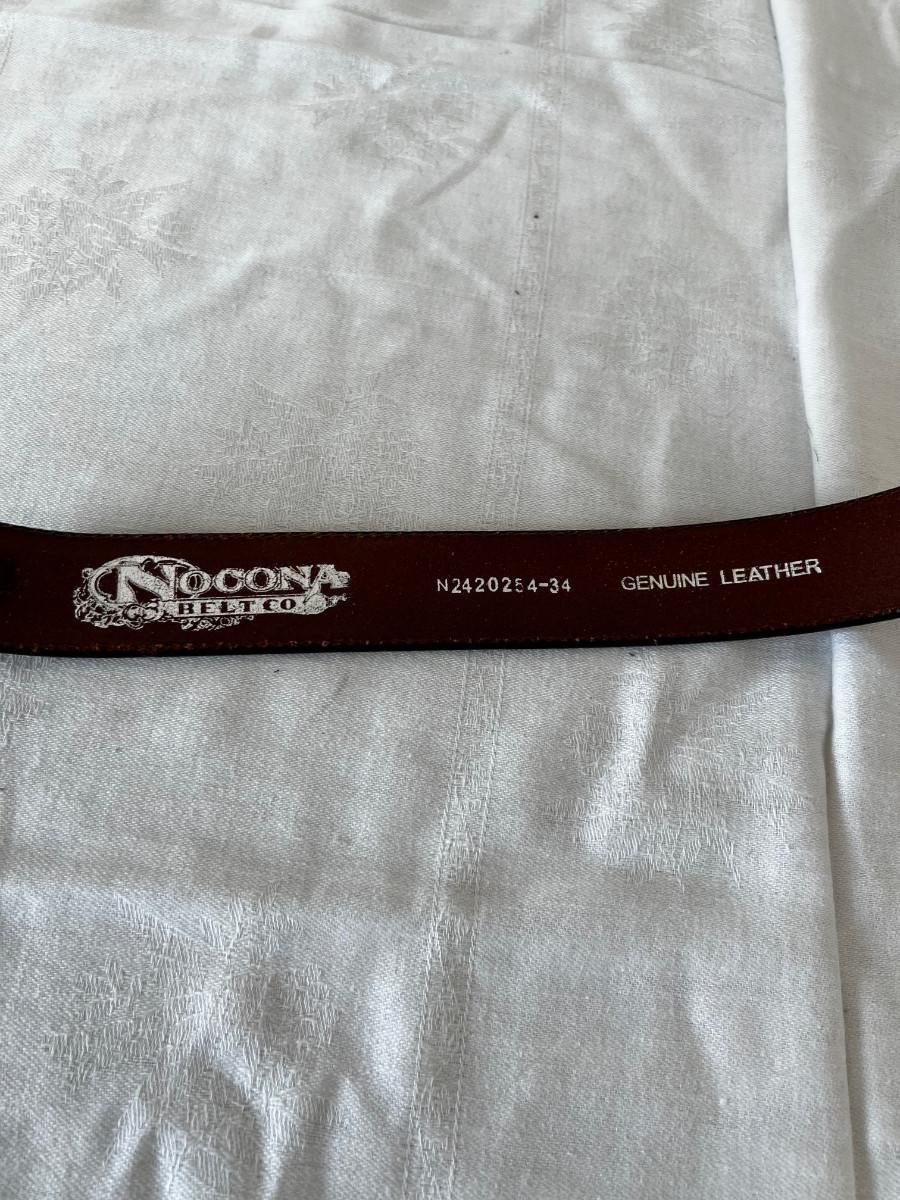 NOCONA
BELT CO.
N2420254-34
GENUINE LEATHER